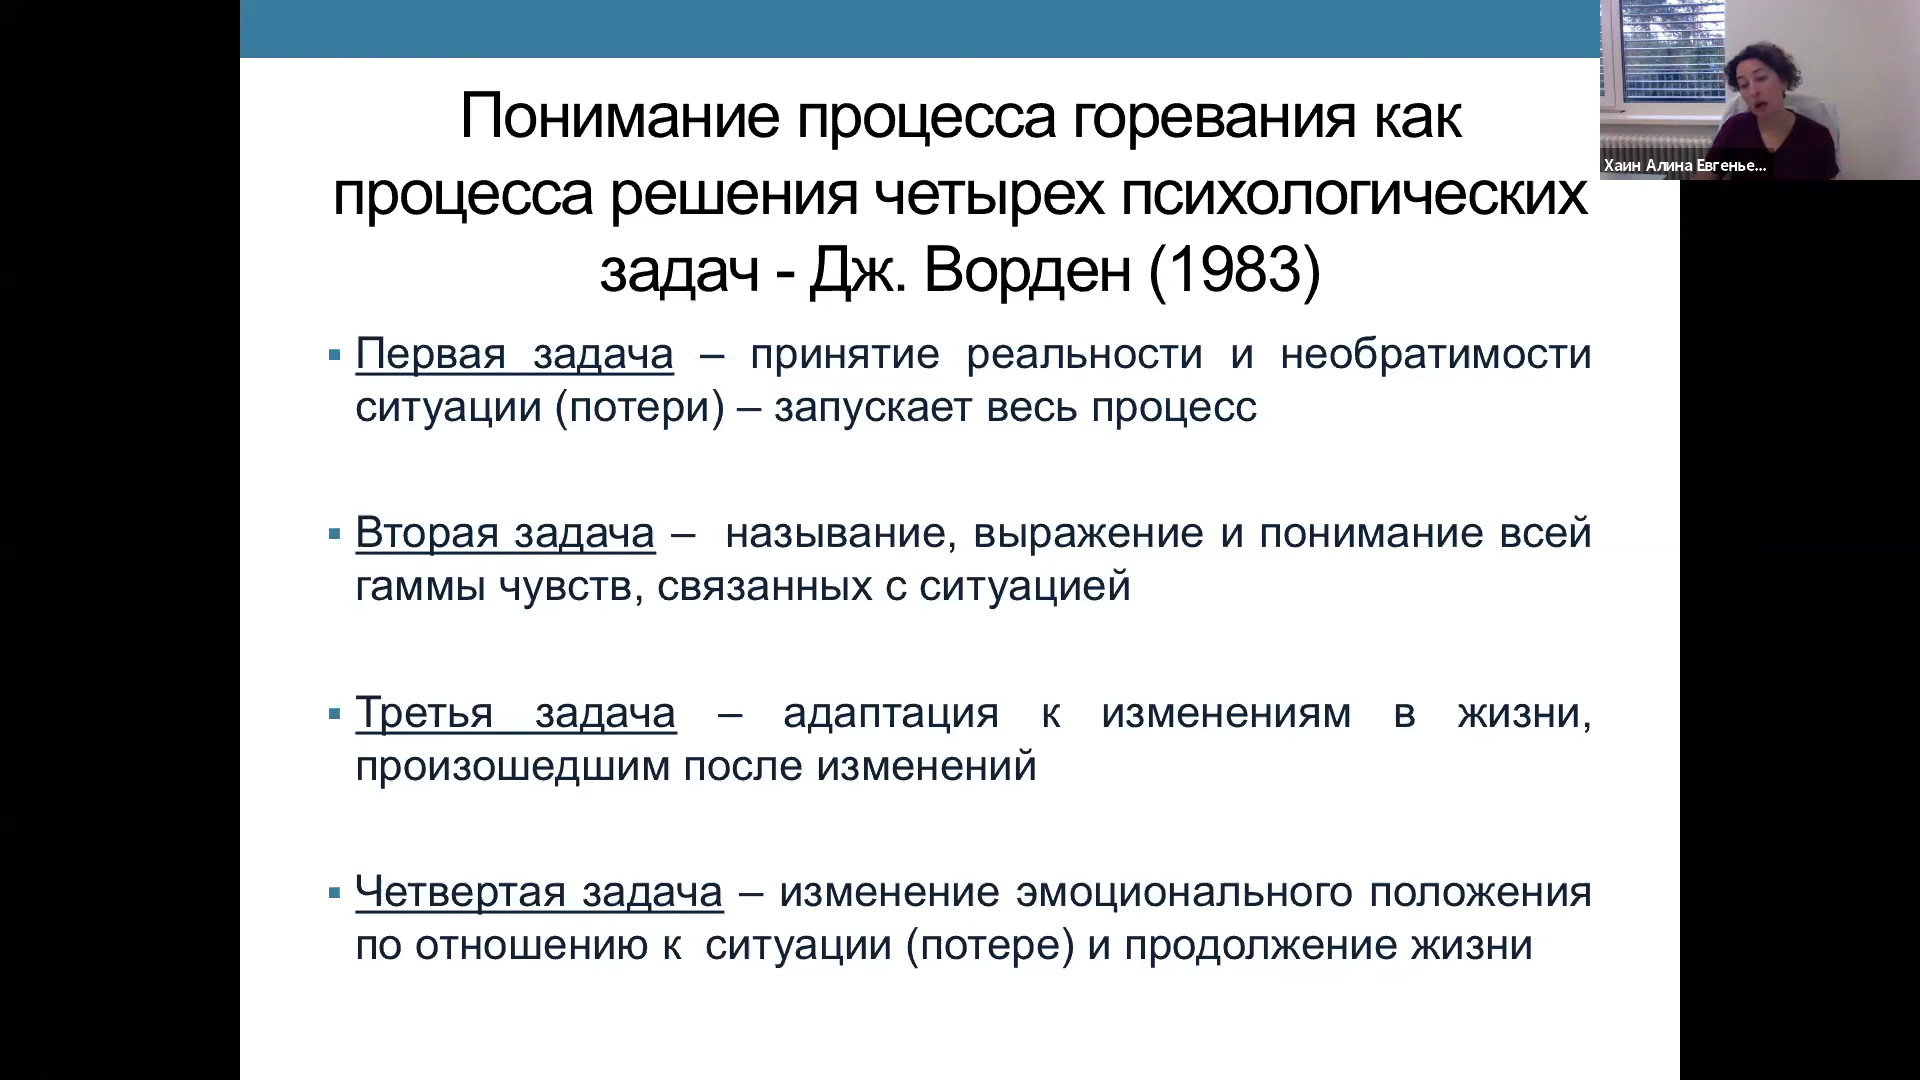 Понимание процесса горевания как
процесса решения четырех психологических
задач - Дж. Ворден (1983)
Первая задача – принятие реальности и необратимости
ситуации (потери) – запускает весь процесс
Вторая задача – называние, выражение и понимание всей
гаммы чувств, связанных с ситуацией
Третья задача – адаптация к изменениям в жизни,
произошедшим после изменений
Четвертая задача – изменение эмоционального положения
по отношению к ситуации (потере) и продолжение жизни
Хаин Алина Евгенье...